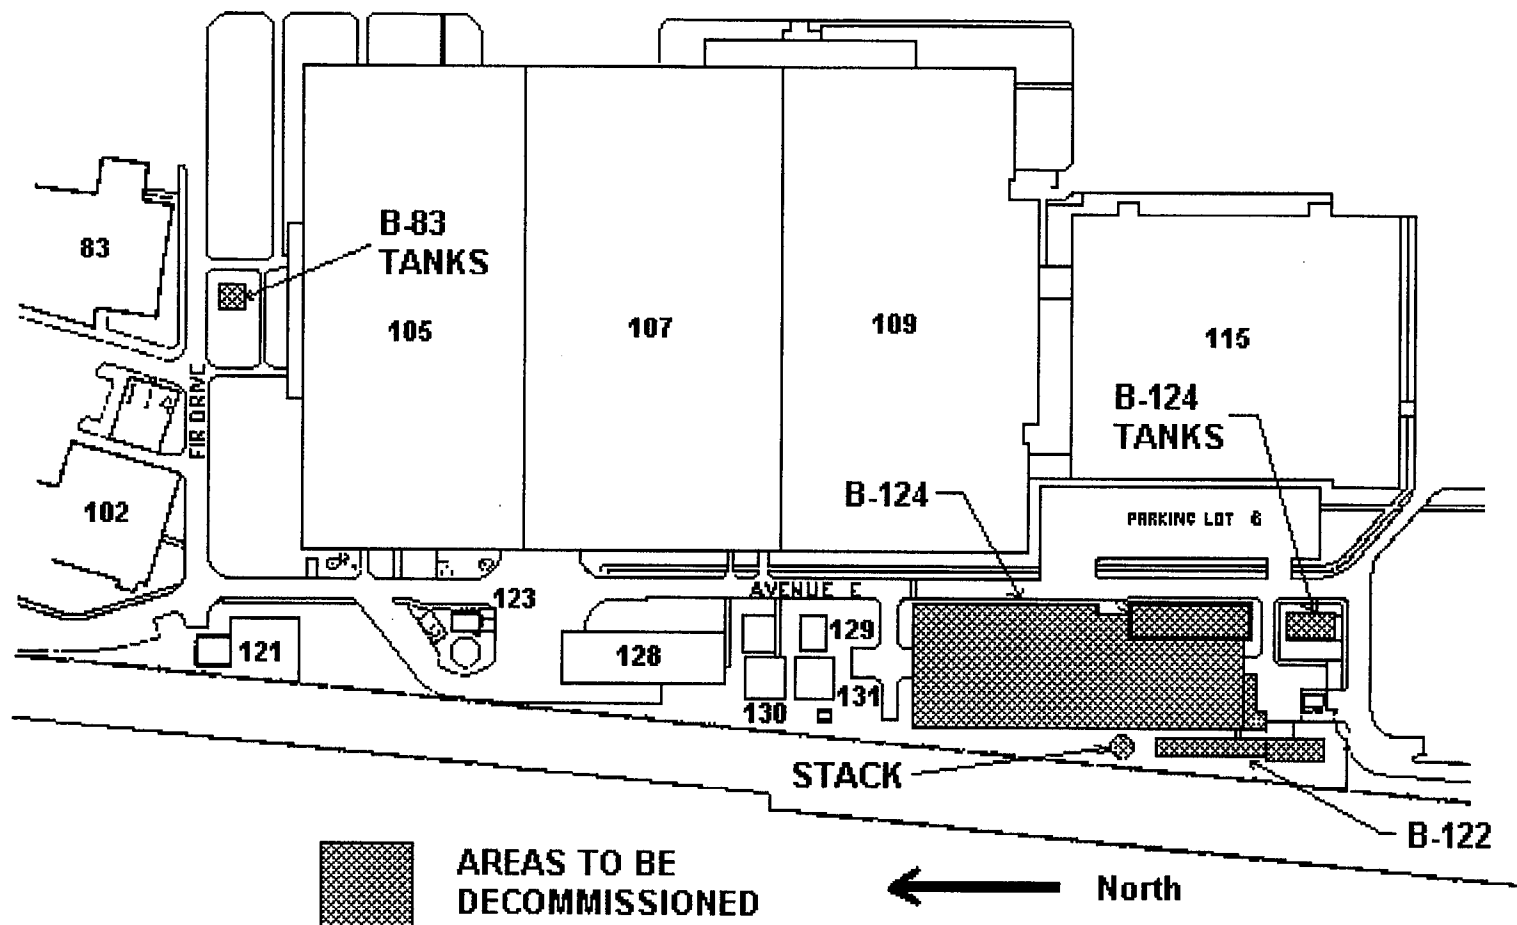 B-83
TANKS
83
105
107
109
115
B-124
TANKS
FIR DRIVE
102
B-124
PARKING LOT 6
AVENUE E
123
129
121
128
131
130
STACK
B-122
AREAS TO BE
DECOMMISSIONED
North